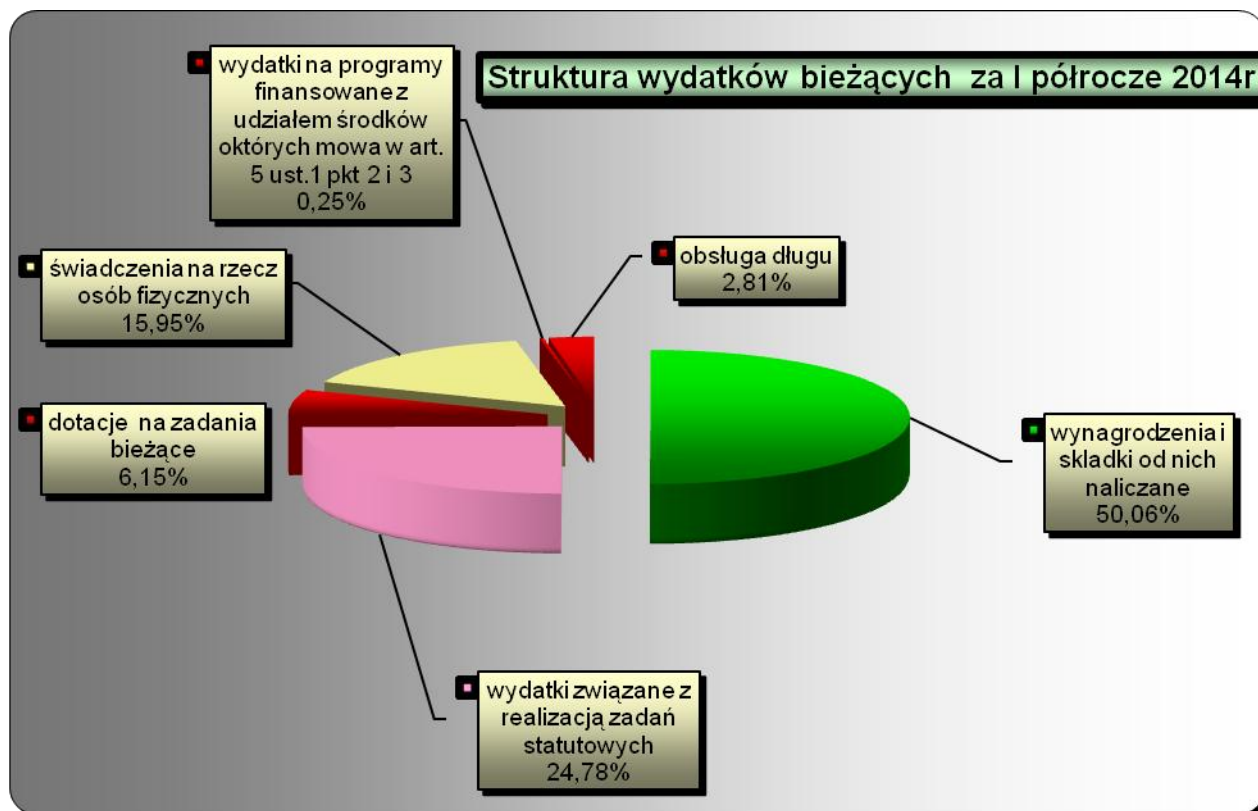 Struktura wydatków bieżących za I półrocze 2014r
wydatki na programy
finansowane z
udziałem środków
októrych mowa w art.
5 ust.1 pkt 2 i 3
0,25%
obsługa długu
2,81%
świadczenia na rzecz
osób fizycznych
15,95%
dotacje na zadania
bieżące
6,15%
wynagrodzenia i
skladki od nich
naliczane
50,06%
wydatki związane z
realizacją zadań
statutowych
24,78%